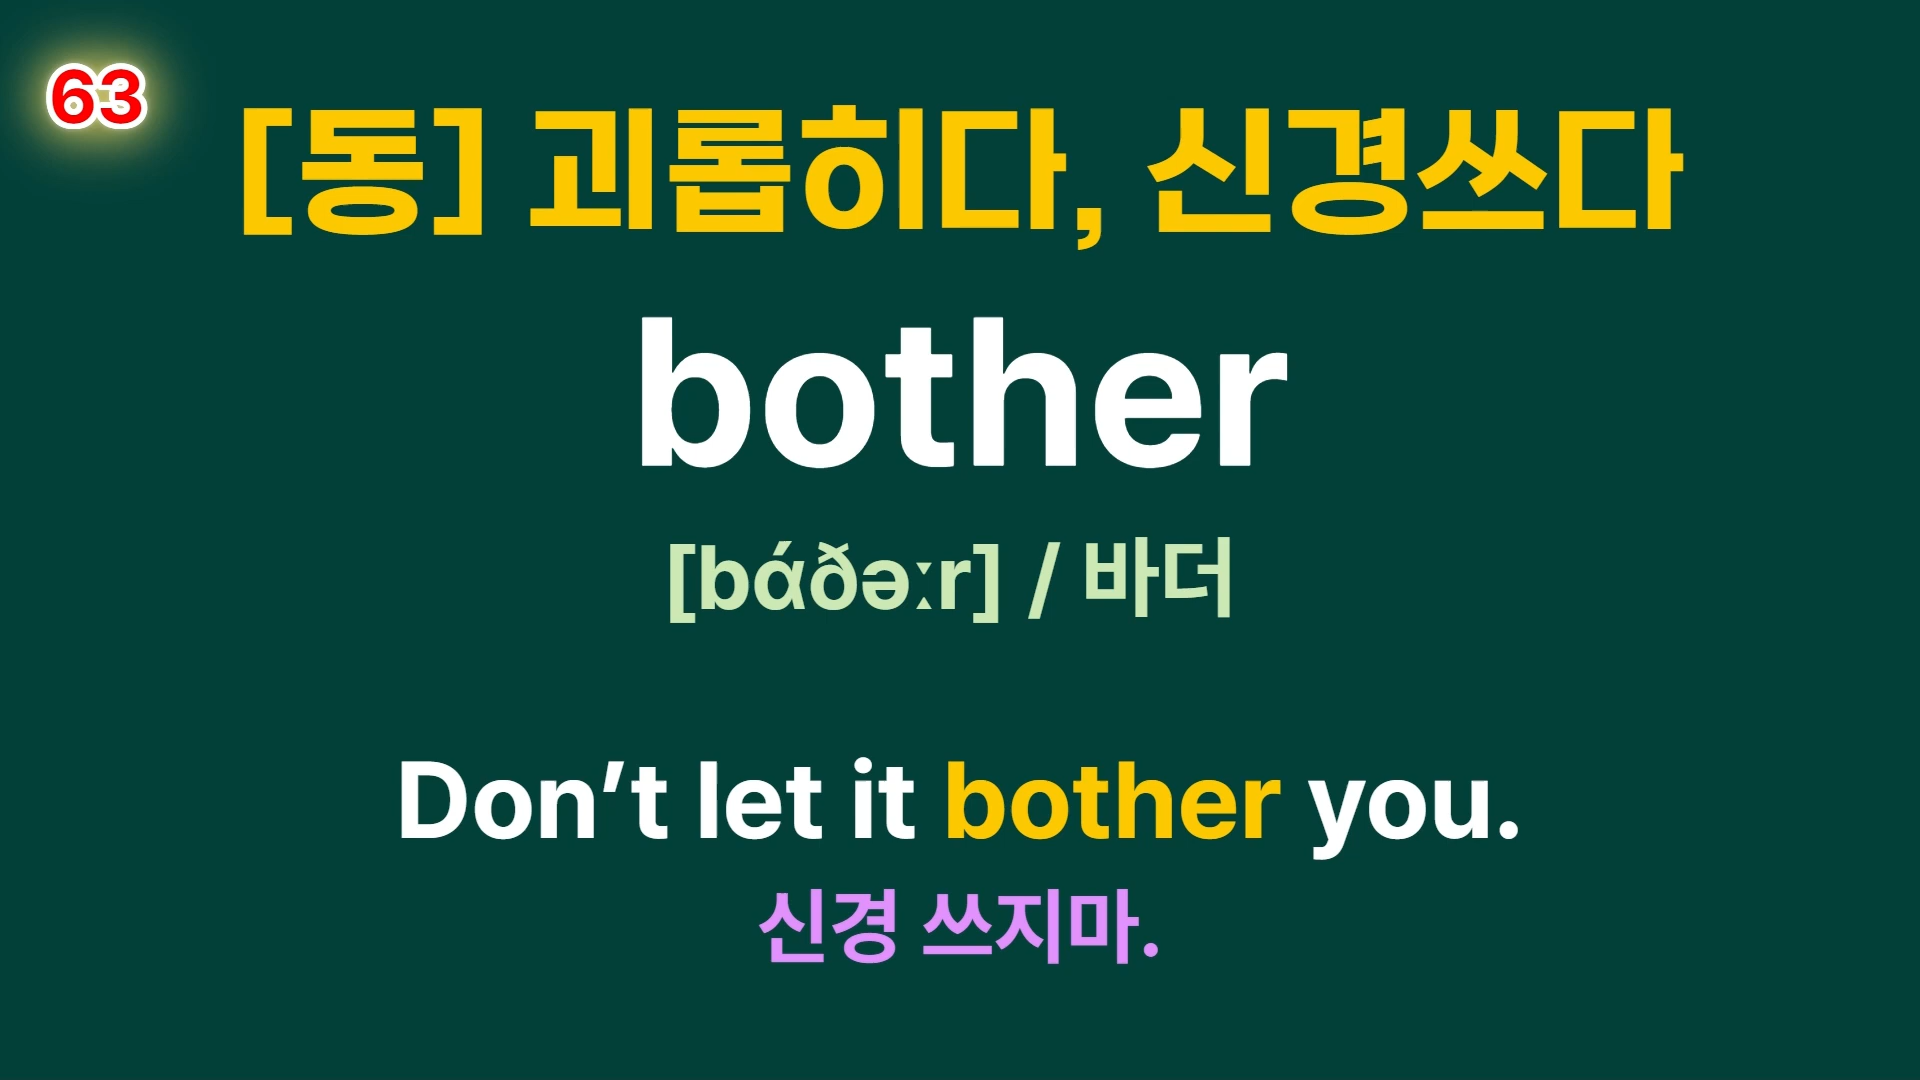 63
[동] 괴롭히다, 신경쓰다
bother
[bάðəːr] / 바더
Don’t let it bother you.
신경 쓰지마.